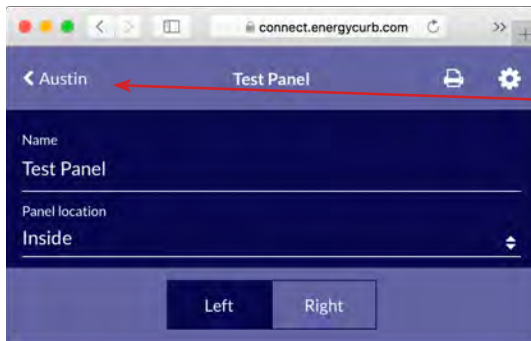 connect.energycurb.com
Austin Test Panel
Name
Test Panel
Panel location
Inside
Left Right